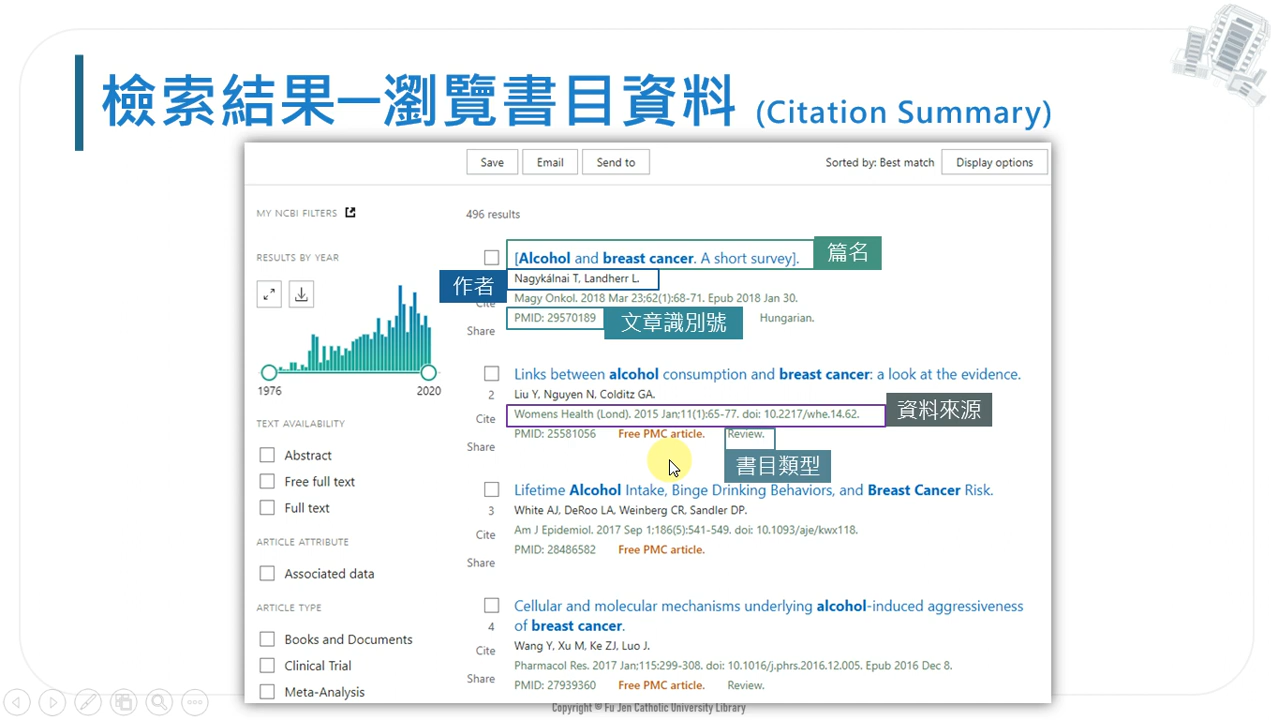 檢索結果—瀏覽書目資料 (Citation Summary)
Save Email Send to Sorted by: Best match Display options
MY NCBI FILTERS
496 results
RESULTS BY YEAR
1976 2020
TEXT AVAILABILITY
Abstract
Free full text
Full text
ARTICLE ATTRIBUTE
Associated data
ARTICLE TYPE
Books and Documents
Clinical Trial
Meta-Analysis
[Alcohol and breast cancer. A short survey]. 篇名
作者 Nagykálnai T, Landherr L.
Cite
Magy Onkol. 2018 Mar 23;62(1):68-71. Epub 2018 Jan 30.
PMID: 29570189 文章識別號 Hungarian.
Share
Links between alcohol consumption and breast cancer: a look at the evidence.
2 Liu Y, Nguyen N, Colditz GA.
Cite Womens Health (Lond). 2015 Jan;11(1):65-77. doi: 10.2217/whe.14.62. 資料來源
PMID: 25581056 Free PMC article. Review.
Share
書目類型
Lifetime Alcohol Intake, Binge Drinking Behaviors, and Breast Cancer Risk.
3 White AJ, DeRoo LA, Weinberg CR, Sandler DP.
Cite Am J Epidemiol. 2017 Sep 1;186(5):541-549. doi: 10.1093/aje/kwx118.
PMID: 28486582 Free PMC article.
Share
Cellular and molecular mechanisms underlying alcohol-induced aggressiveness
of breast cancer.
4
Wang Y, Xu M, Ke ZJ, Luo J.
Cite
Pharmacol Res. 2017 Jan;115:299-308. doi: 10.1016/j.phrs.2016.12.005. Epub 2016 Dec 8.
Share
PMID: 27939360 Free PMC article. Review.
Copyright © Fu Jen Catholic University Library